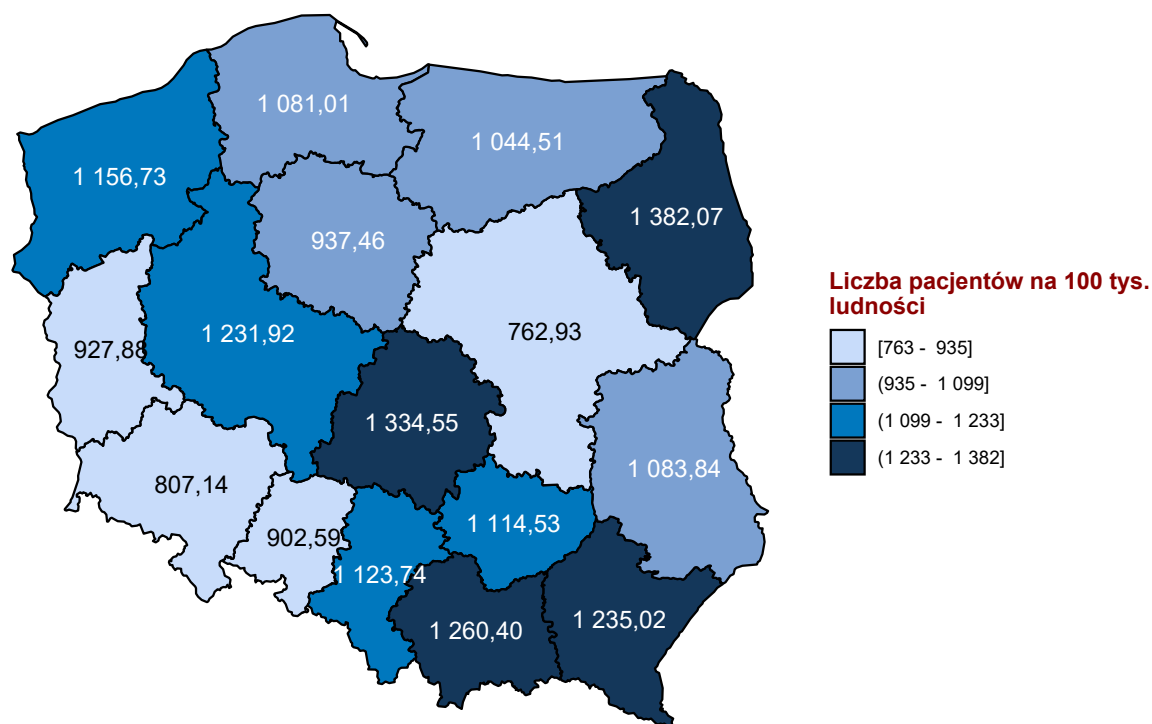 1 081,01
1 044,51
1 156,73
1 382,07
937,46
762,93
1 231,92
927,88
1 334,55
1 083,84
807,14
1 114,53
902,59
1 123,74
1 235,02
1 260,40
Liczba pacjentów na 100 tys.
ludności
[763 - 935]
(935 - 1 099]
(1 099 - 1 233]
(1 233 - 1 382]